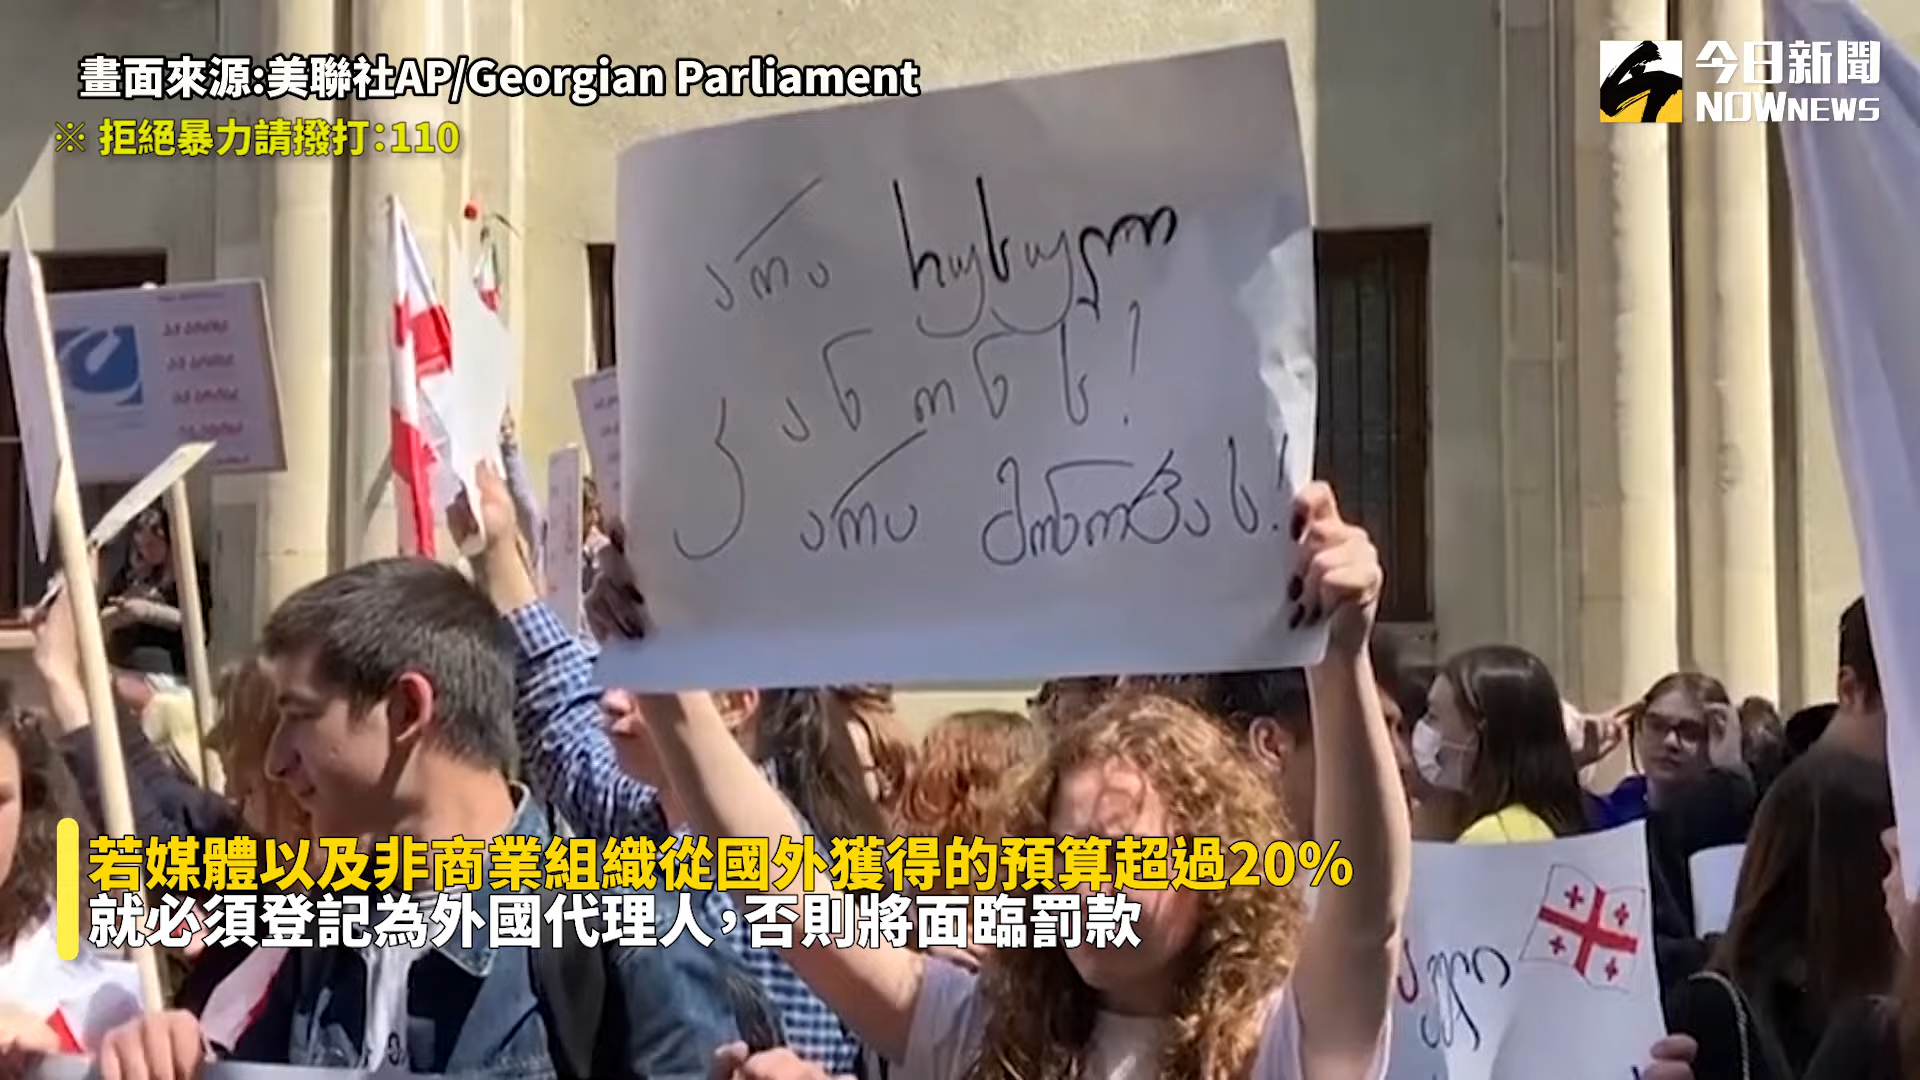 畫面來源:美聯社AP/Georgian Parliament
※ 拒絕暴力請撥打:110
今日新聞
NOWNEWS
არა რუსულ
კანონს!
არა მონობას!
若媒體以及非商業組織從國外獲得的預算超過20%
就必須登記為外國代理人,否則將面臨罰款